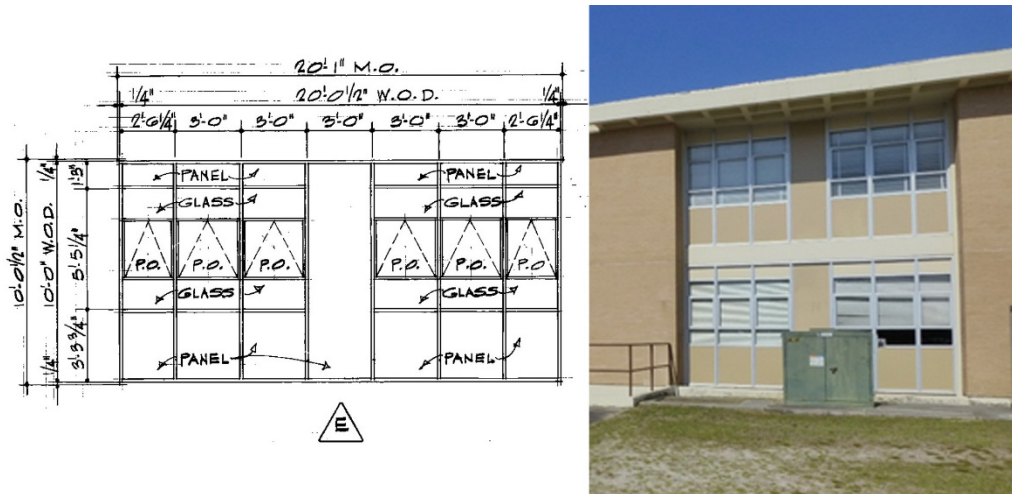 20'-1" M.O.
1/4" 20'-0 1/2" W.O.D. 1/4"
2'-6 1/4" 3'-0" 3'-0" 3'-0" 3'-0" 3'-0" 2'-6 1/4"
10'-0 1/2" M.O.
1/4" 10'-0" W.O.D. 1/4"
1'-3" 5'-5 1/4" 3'-3 3/4"
PANEL PANEL
GLASS GLASS
P.O. P.O. P.O. P.O. P.O. P.O
GLASS GLASS
PANEL PANEL
E